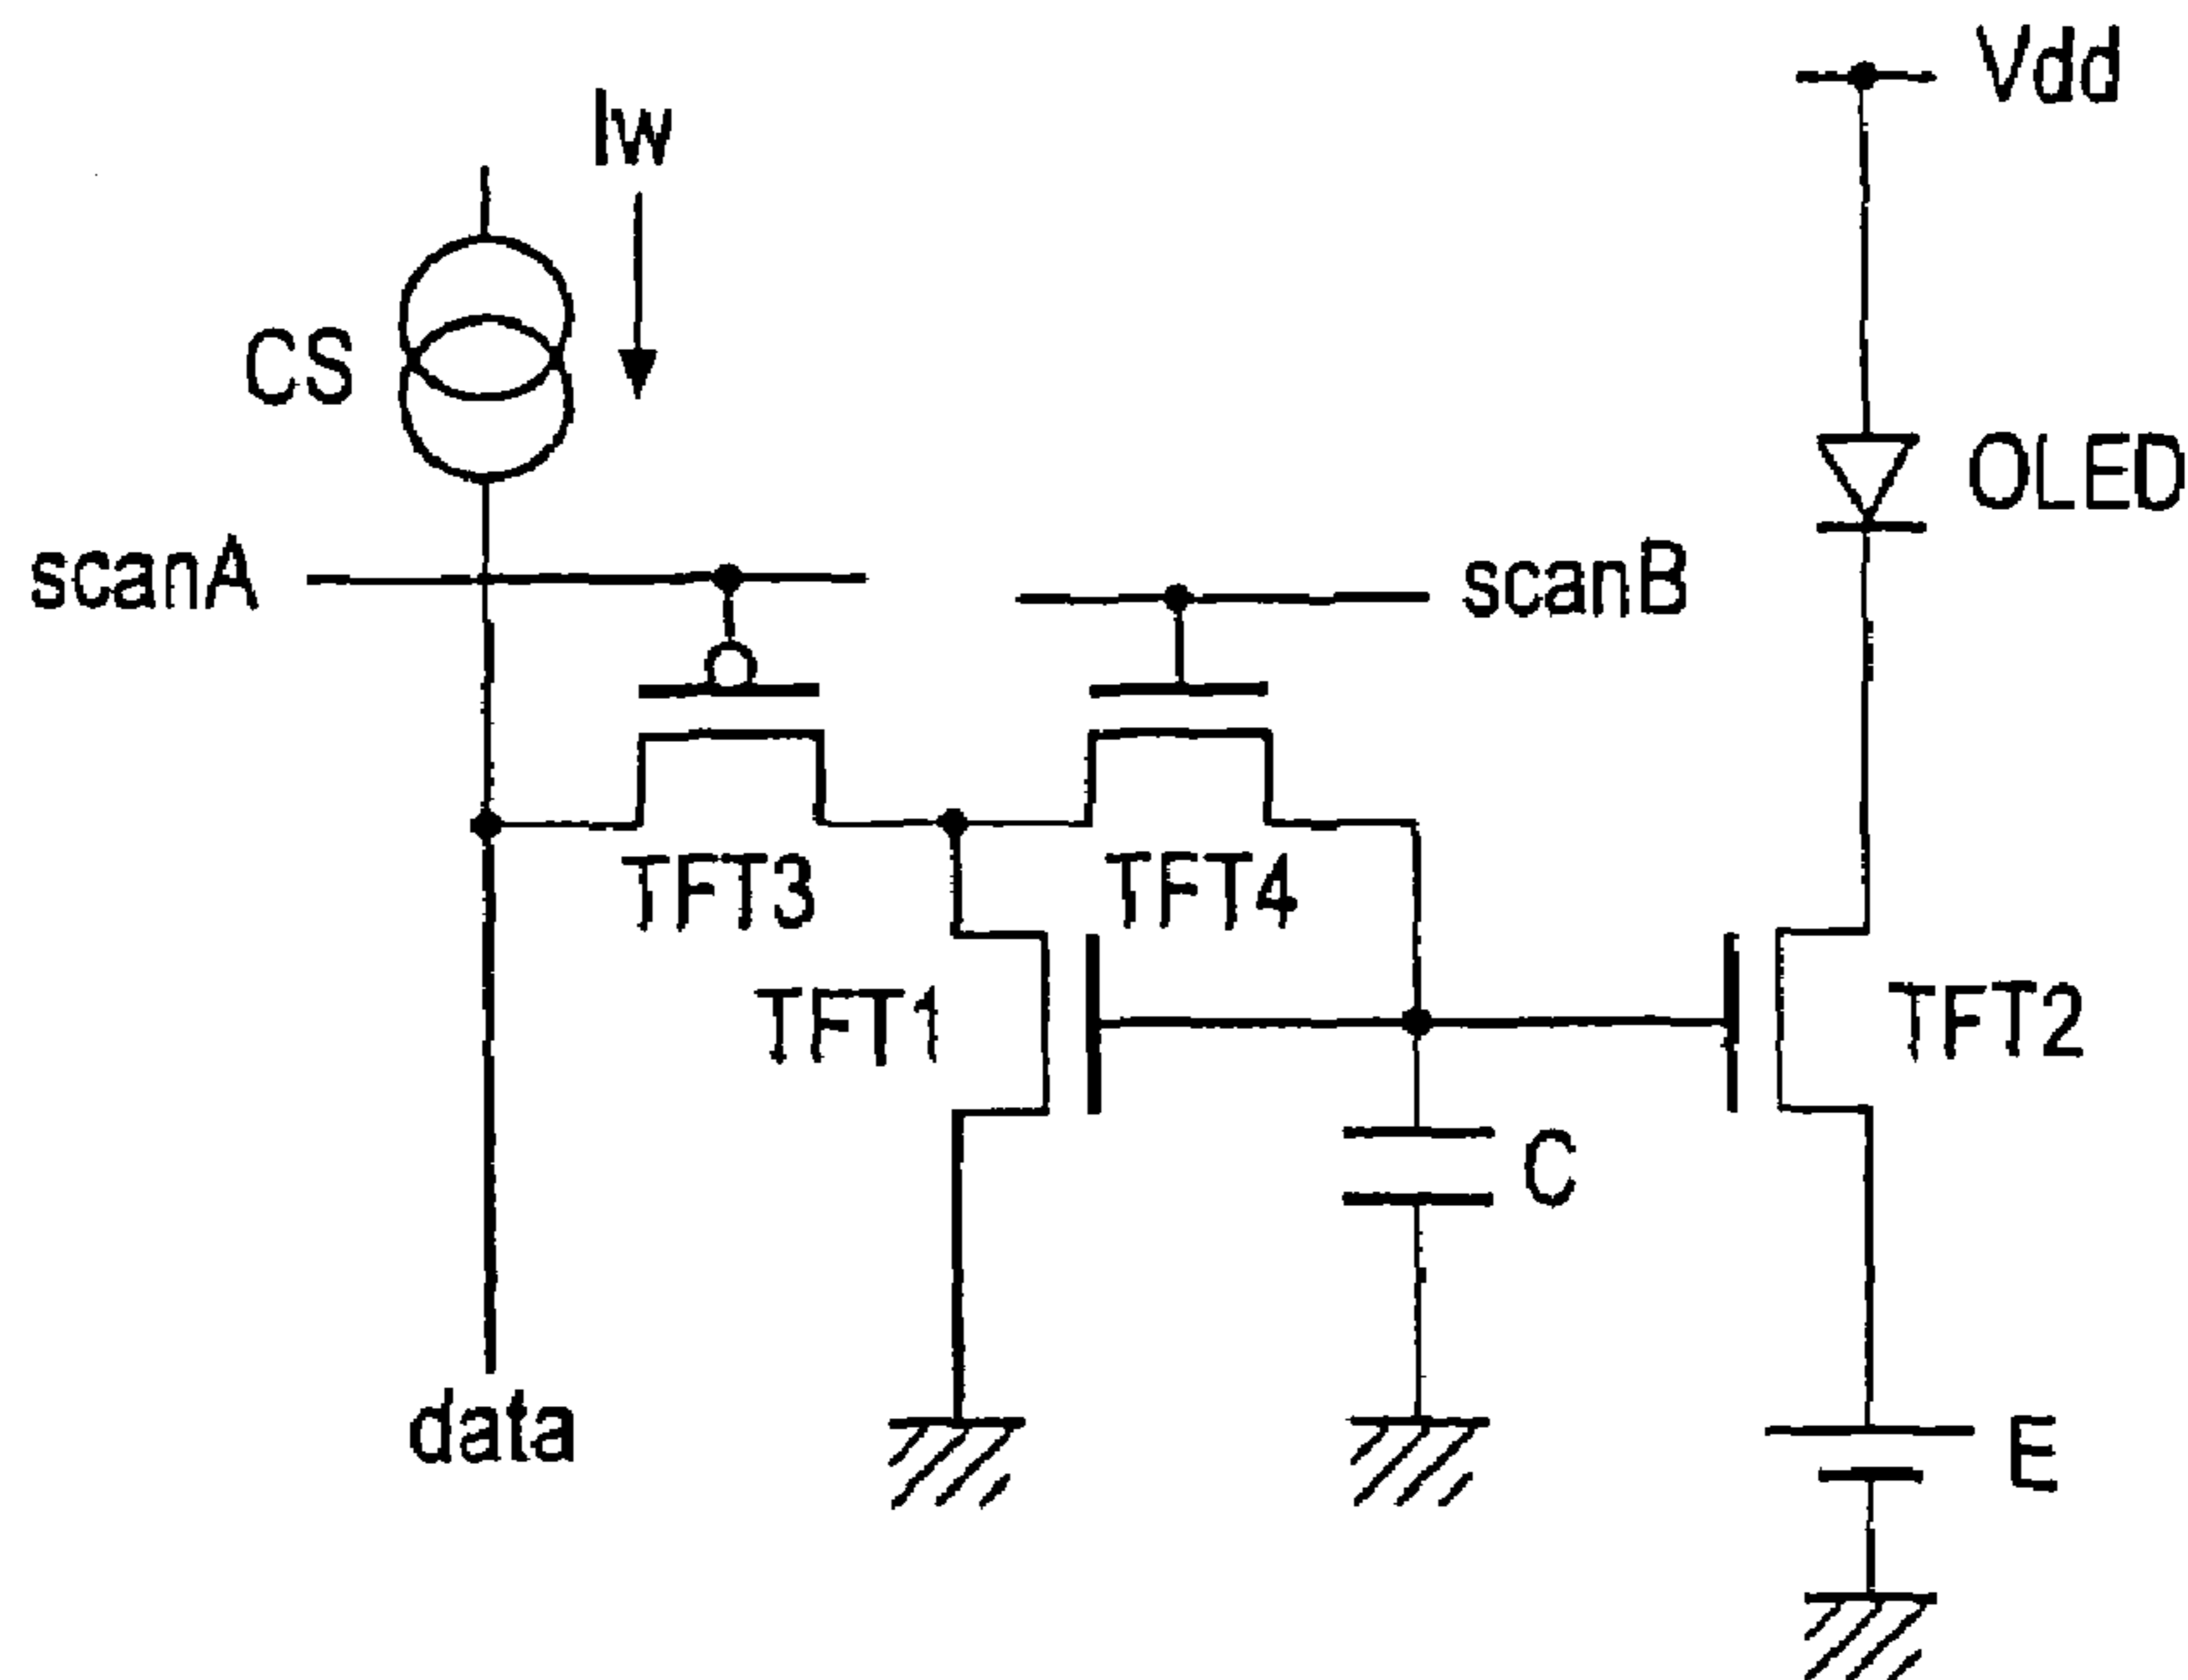 Vdd
Iw
CS
OLED
scanA
scanB
TFT3
TFT4
TFT1
TFT2
C
data
E